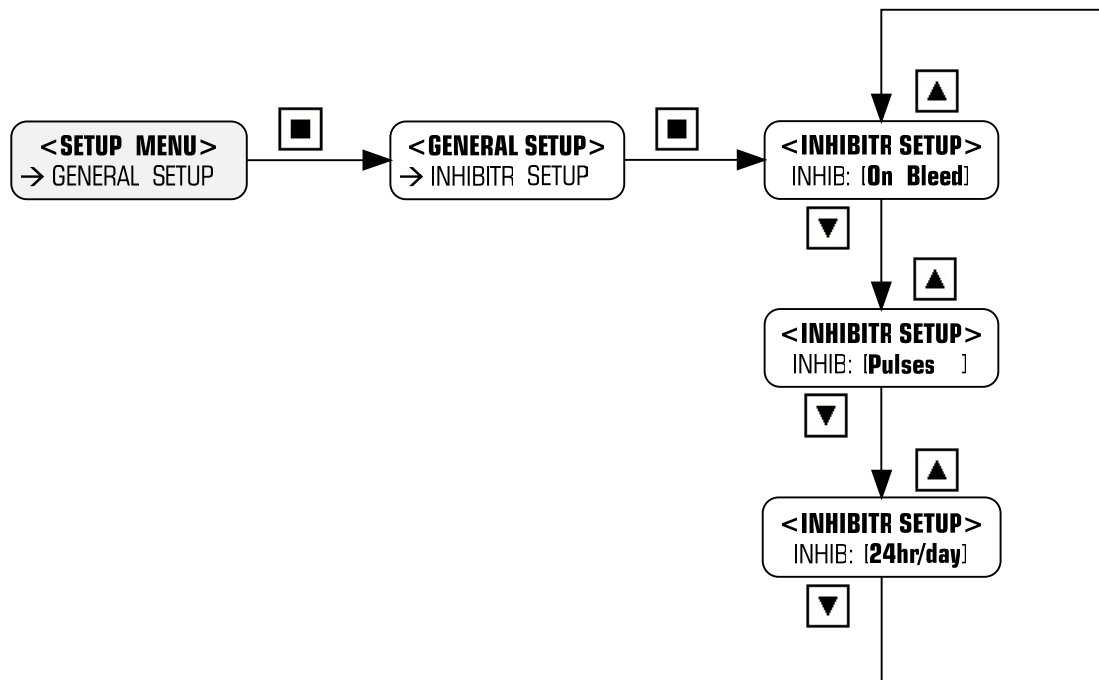 <SETUP MENU>
→ GENERAL SETUP
<GENERAL SETUP>
→ INHIBITR SETUP
<INHIBITR SETUP>
INHIB: [On Bleed]
<INHIBITR SETUP>
INHIB: [Pulses ]
<INHIBITR SETUP>
INHIB: [24hr/day]